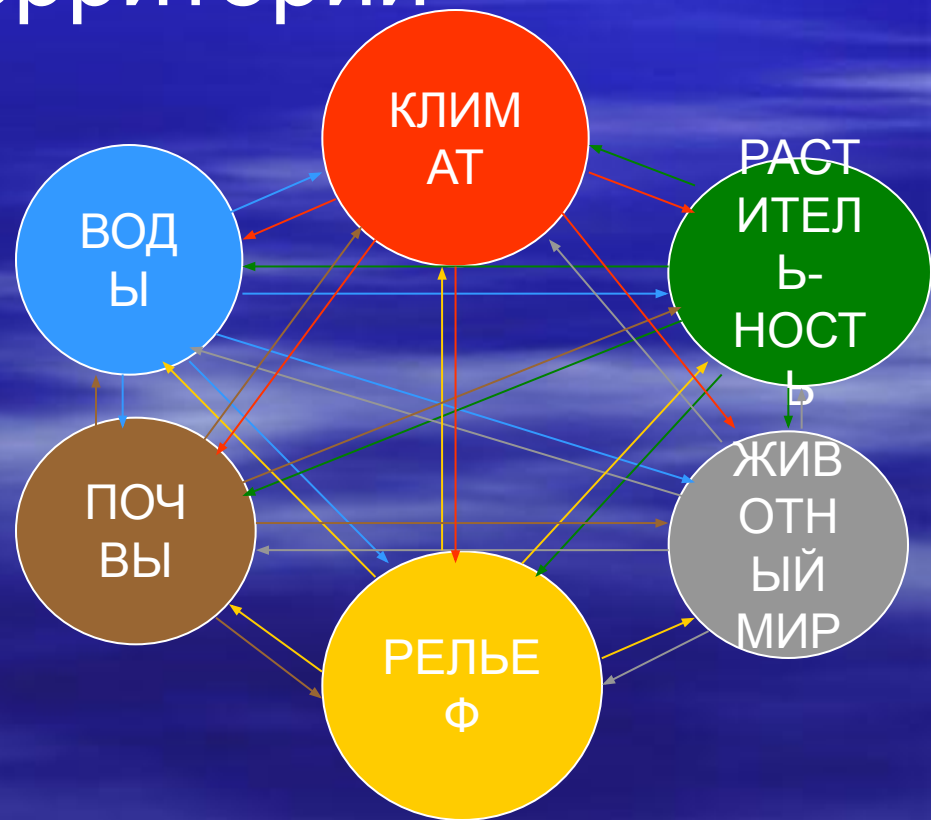 КЛИМ
АТ
РАСТ
ИТЕЛ
Ь-
НОСТ
Ь
ВОД
Ы
ПОЧ
ВЫ
ЖИВ
ОТН
ЫЙ
МИР
РЕЛЬЕ
Ф